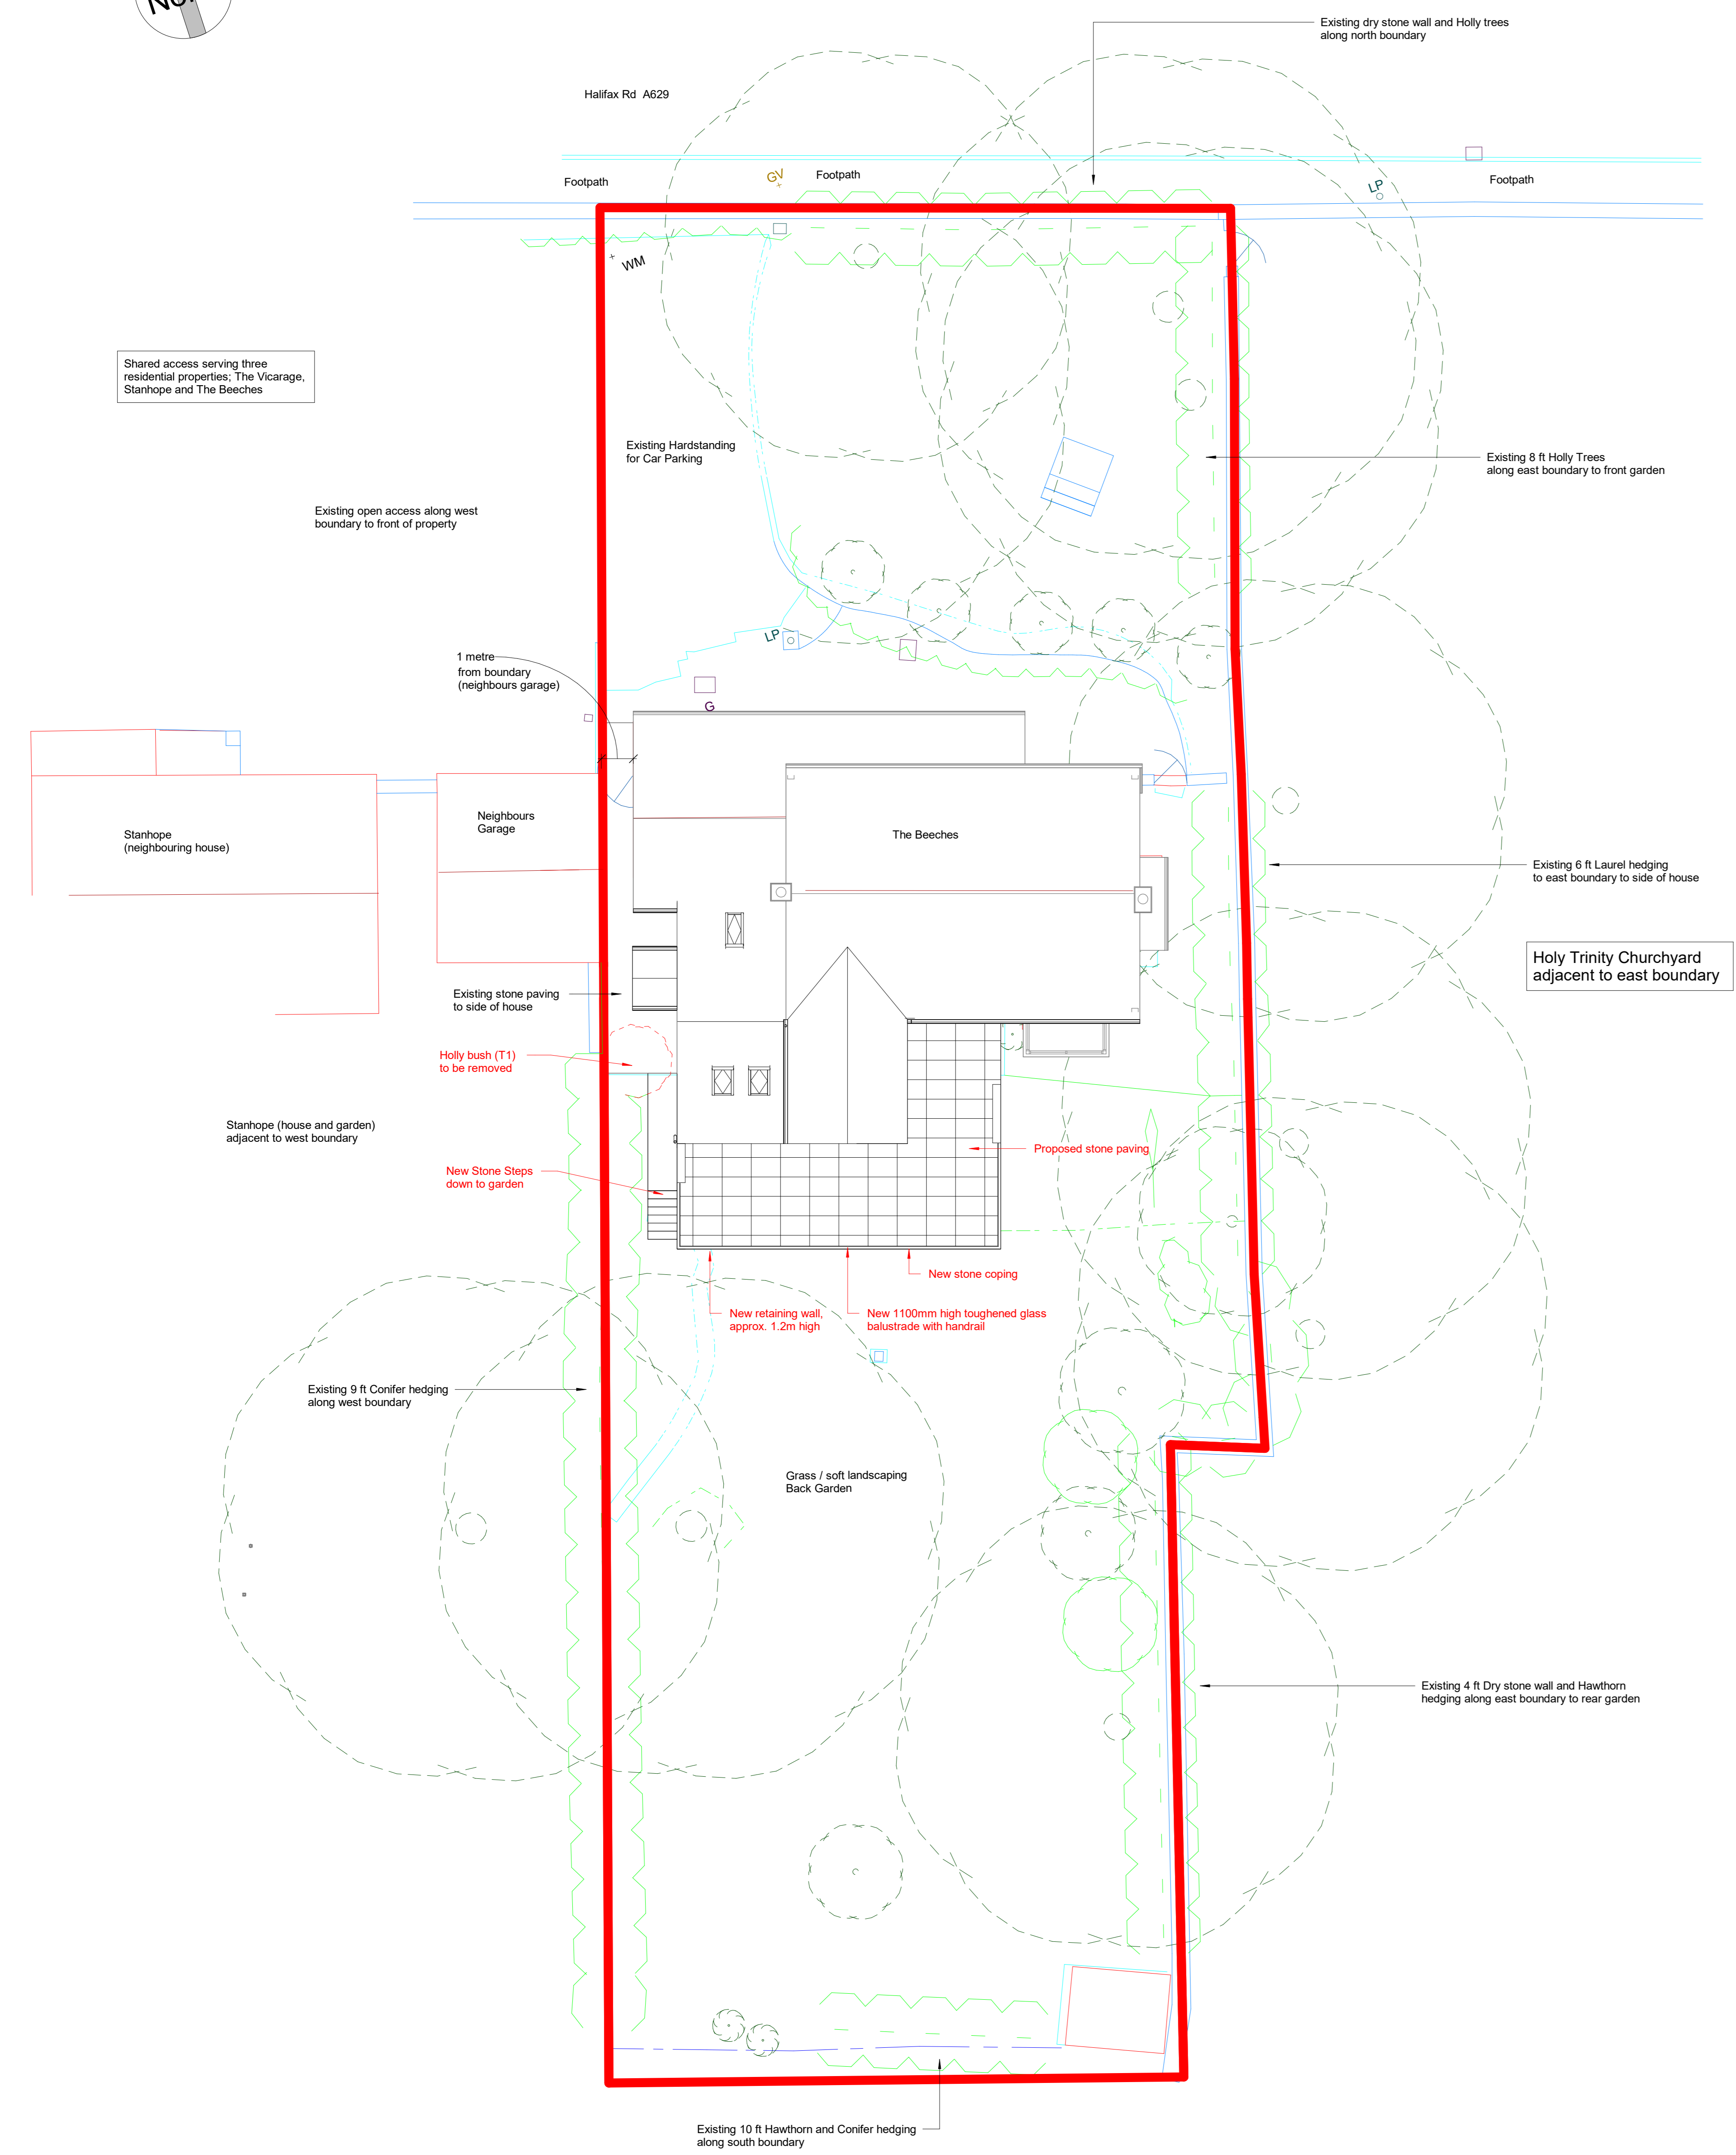 Existing dry stone wall and Holly trees
along north boundary
Halifax Rd A629
Footpath
GV
Footpath
LP
Footpath
WM
Shared access serving three
residential properties; The Vicarage,
Stanhope and The Beeches
Existing Hardstanding
for Car Parking
Existing 8 ft Holly Trees
along east boundary to front garden
Existing open access along west
boundary to front of property
LP
1 metre
from boundary
(neighbours garage)
G
Neighbours
Garage
Stanhope
(neighbouring house)
The Beeches
Existing 6 ft Laurel hedging
to east boundary to side of house
Holy Trinity Churchyard
adjacent to east boundary
Existing stone paving
to side of house
Holly bush (T1)
to be removed
Stanhope (house and garden)
adjacent to west boundary
Proposed stone paving
New Stone Steps
down to garden
New stone coping
New retaining wall,
approx. 1.2m high
New 1100mm high toughened glass
balustrade with handrail
Existing 9 ft Conifer hedging
along west boundary
Grass / soft landscaping
Back Garden
Existing 4 ft Dry stone wall and Hawthorn
hedging along east boundary to rear garden
Existing 10 ft Hawthorn and Conifer hedging
along south boundary